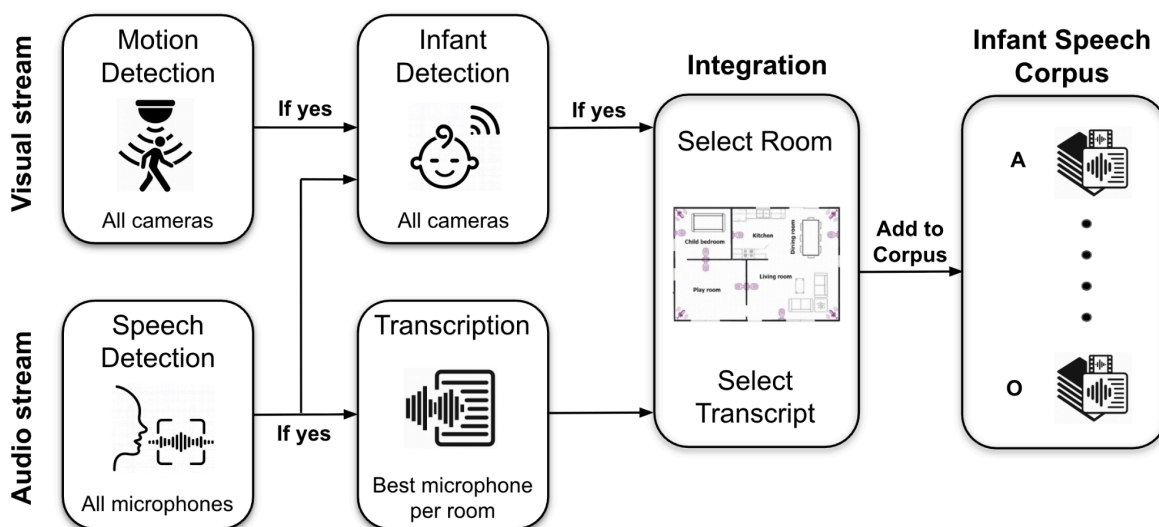 Visual stream
Motion
Detection
All cameras
If yes
Infant
Detection
All cameras
If yes
Audio stream
Speech
Detection
All microphones
If yes
Transcription
Best microphone
per room
Integration
Select Room
Child bedroom
Kitchen
Dining room
Play room
Living room
Select
Transcript
Add to
Corpus
Infant Speech
Corpus
A
O